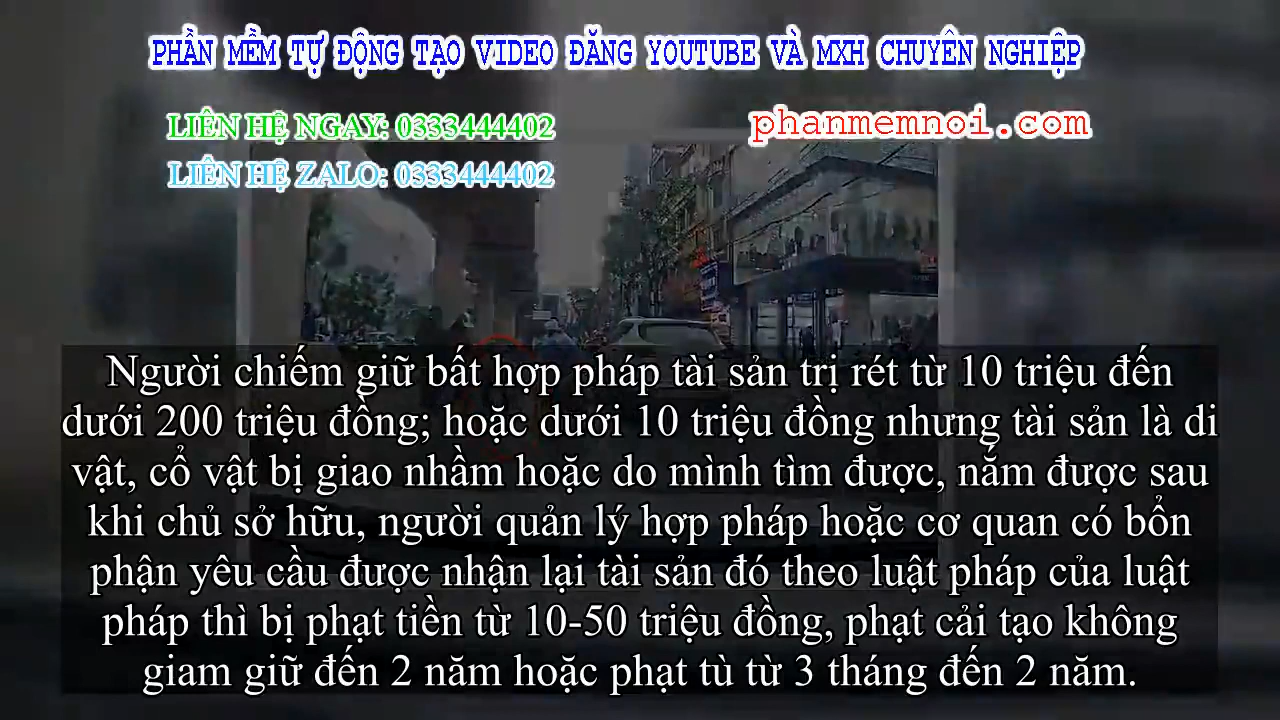 PHẦN MỀM TỰ ĐỘNG TẠO VIDEO ĐĂNG YOUTUBE VÀ MXH CHUYÊN NGHIỆP
LIÊN HỆ NGAY: 0333444402
phanmemnoi.com
LIÊN HỆ ZALO: 0333444402
Người chiếm giữ bất hợp pháp tài sản trị rét từ 10 triệu đến
dưới 200 triệu đồng; hoặc dưới 10 triệu đồng nhưng tài sản là di
vật, cổ vật bị giao nhầm hoặc do mình tìm được, nắm được sau
khi chủ sở hữu, người quản lý hợp pháp hoặc cơ quan có bổn
phận yêu cầu được nhận lại tài sản đó theo luật pháp của luật
pháp thì bị phạt tiền từ 10-50 triệu đồng, phạt cải tạo không
giam giữ đến 2 năm hoặc phạt tù từ 3 tháng đến 2 năm.